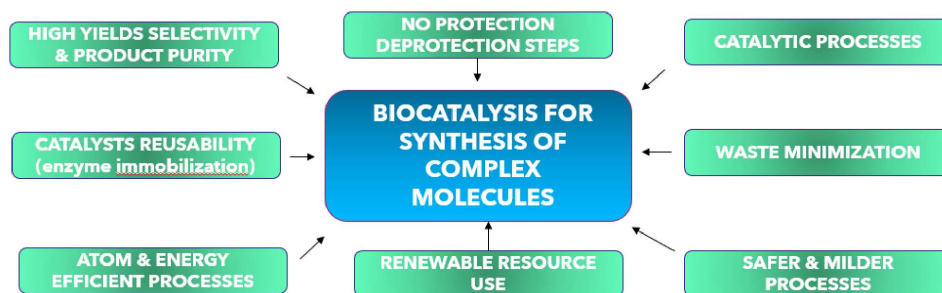 HIGH YIELDS SELECTIVITY
& PRODUCT PURITY
NO PROTECTION
DEPROTECTION STEPS
CATALYTIC PROCESSES
BIOCATALYSIS FOR
SYNTHESIS OF
COMPLEX
MOLECULES
CATALYSTS REUSABILITY
(enzyme immobilization)
WASTE MINIMIZATION
ATOM & ENERGY
EFFICIENT PROCESSES
RENEWABLE RESOURCE
USE
SAFER & MILDER
PROCESSES